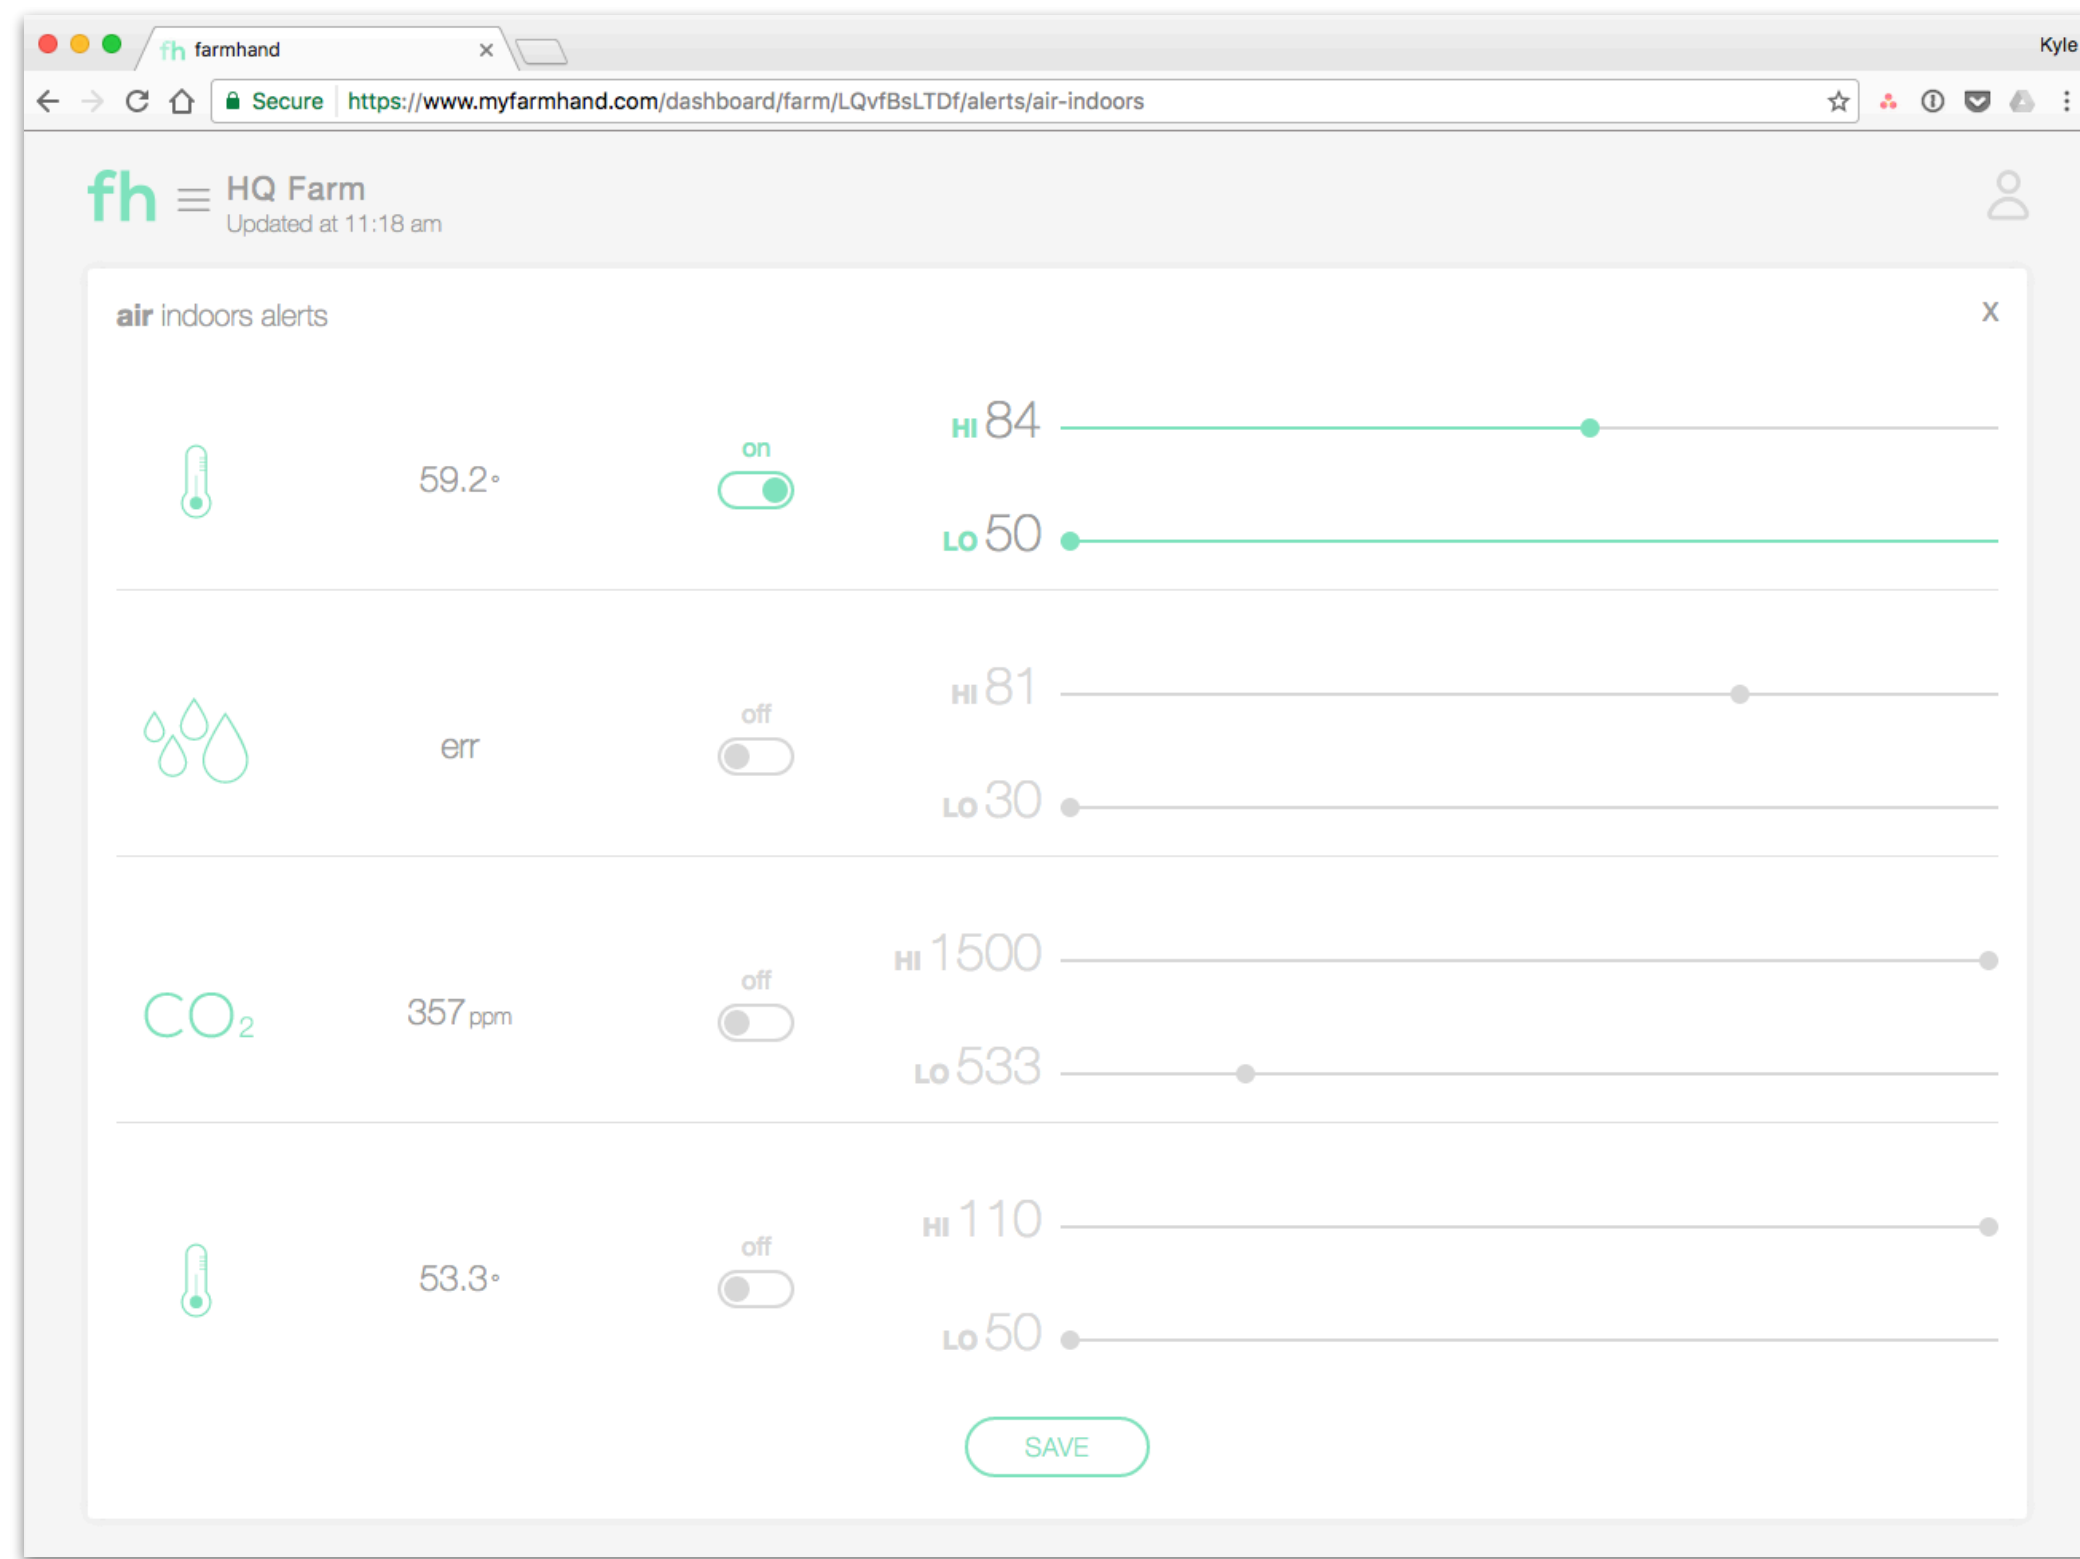 fh farmhand
Kyle
Secure https://www.myfarmhand.com/dashboard/farm/LQvfBsLTDf/alerts/air-indoors
fh HQ Farm
Updated at 11:18 am
air indoors alerts X
HI 84
on
59.2°
LO 50
HI 81
off
err
LO 30
HI 1500
off
CO₂ 357 ppm
LO 533
HI 110
off
53.3°
LO 50
SAVE